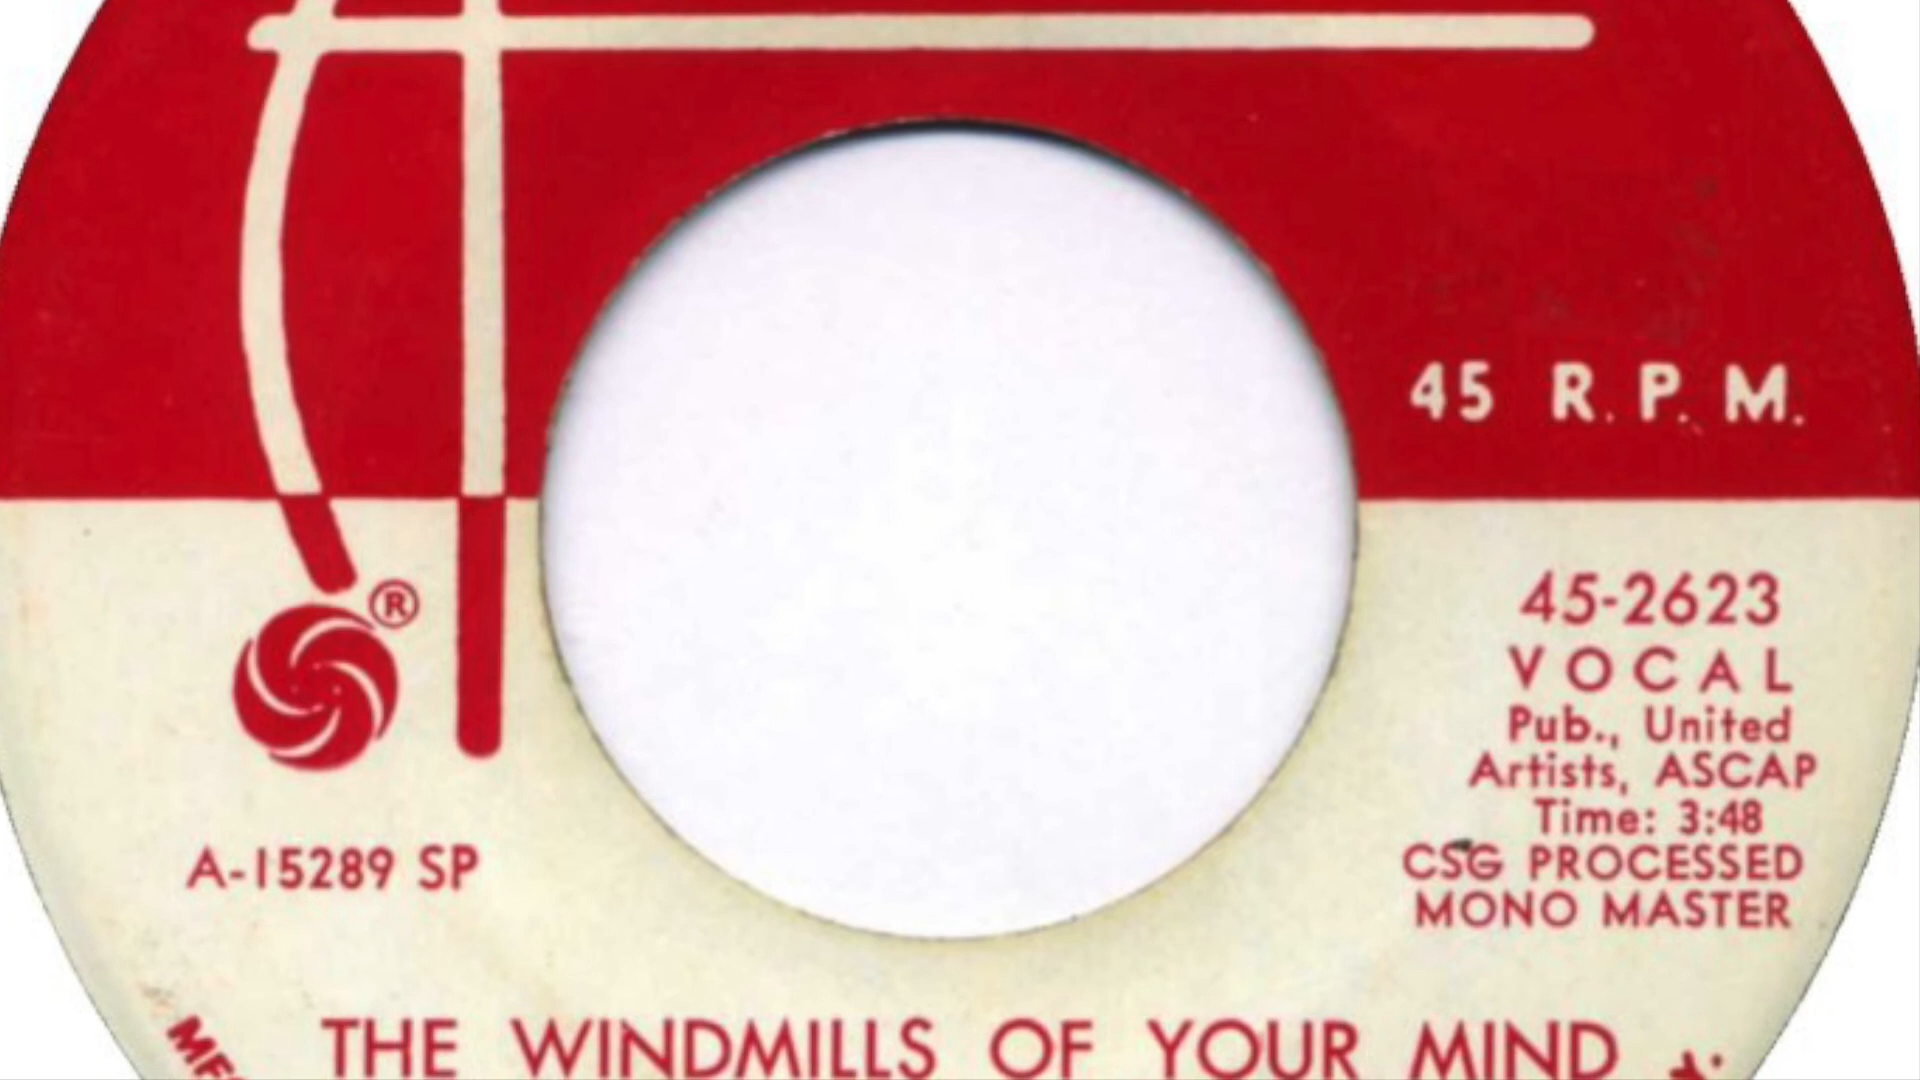 45 R.P.M.
®
45-2623
VOCAL
Pub., United
Artists, ASCAP
Time: 3:48
CSG PROCESSED
MONO MASTER
A-15289 SP
THE WINDMILLS OF YOUR MIND